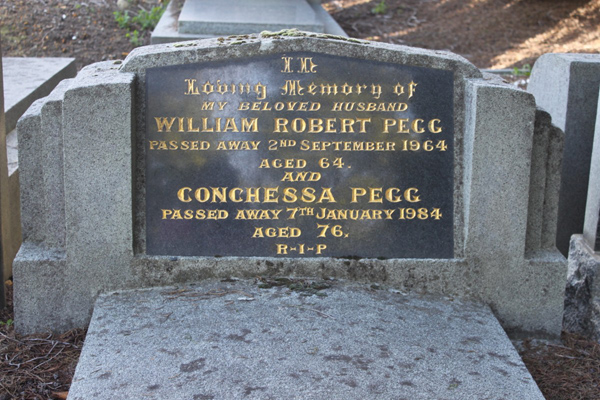 In
Loving Memory of
MY BELOVED HUSBAND
WILLIAM ROBERT PEGG
PASSED AWAY 2ND SEPTEMBER 1964
AGED 64.
AND
CONCHESSA PEGG
PASSED AWAY 7TH JANUARY 1984
AGED 76.
R-I-P